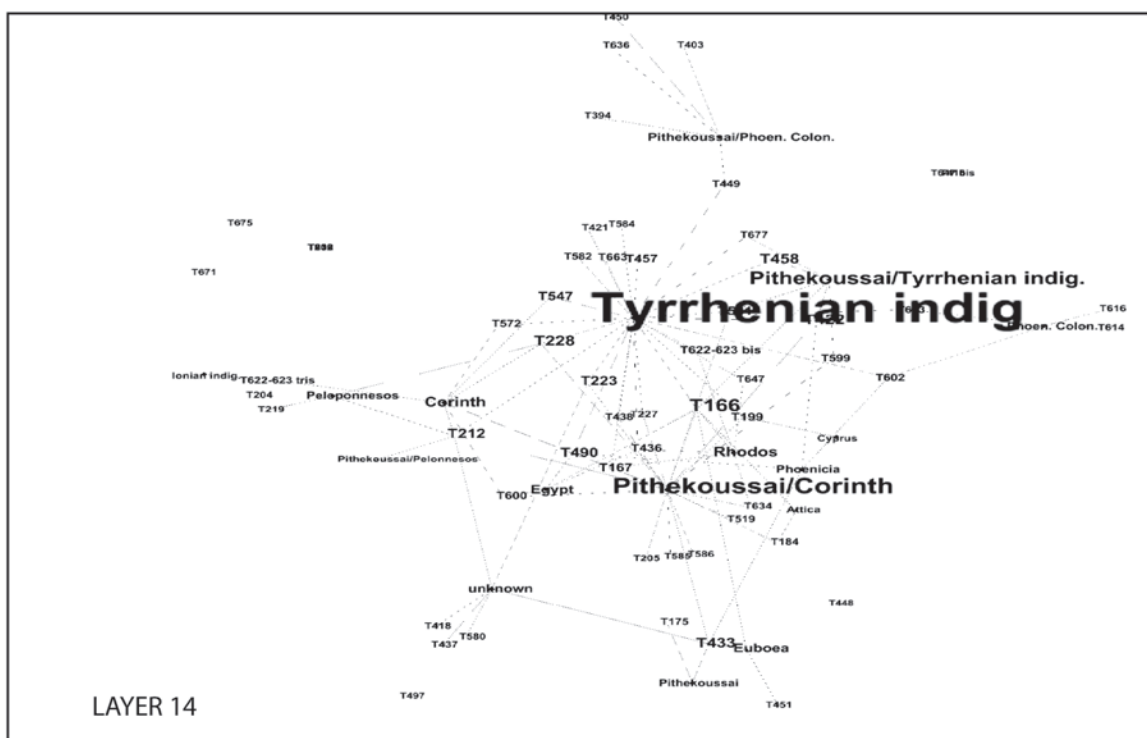 T450
T636
T403
T394
Pithekoussai/Phoen. Colon.
T449
T675
T671
T421
T584
T677
T582
T663
T457
T458
Pithekoussai/Tyrrhenian indig.
T547
Tyrrhenian indig
T616
T572
Phoen. Colon.
T614
T228
T622-623 bis
T599
Ionian indig.
T622-623 tris
T223
T647
T602
T204
Peloponnesos
Corinth
T166
T219
T438
T227
T199
T212
Cyprus
Pithekoussai/Pelonnesos
T490
T436
Rhodos
T167
Phoenicia
Egypt
Pithekoussai/Corinth
T600
T634
Attica
T519
T184
T205
T585
T586
unknown
T448
T418
T175
T437
T580
T433
Euboea
Pithekoussai
T497
T451
LAYER 14